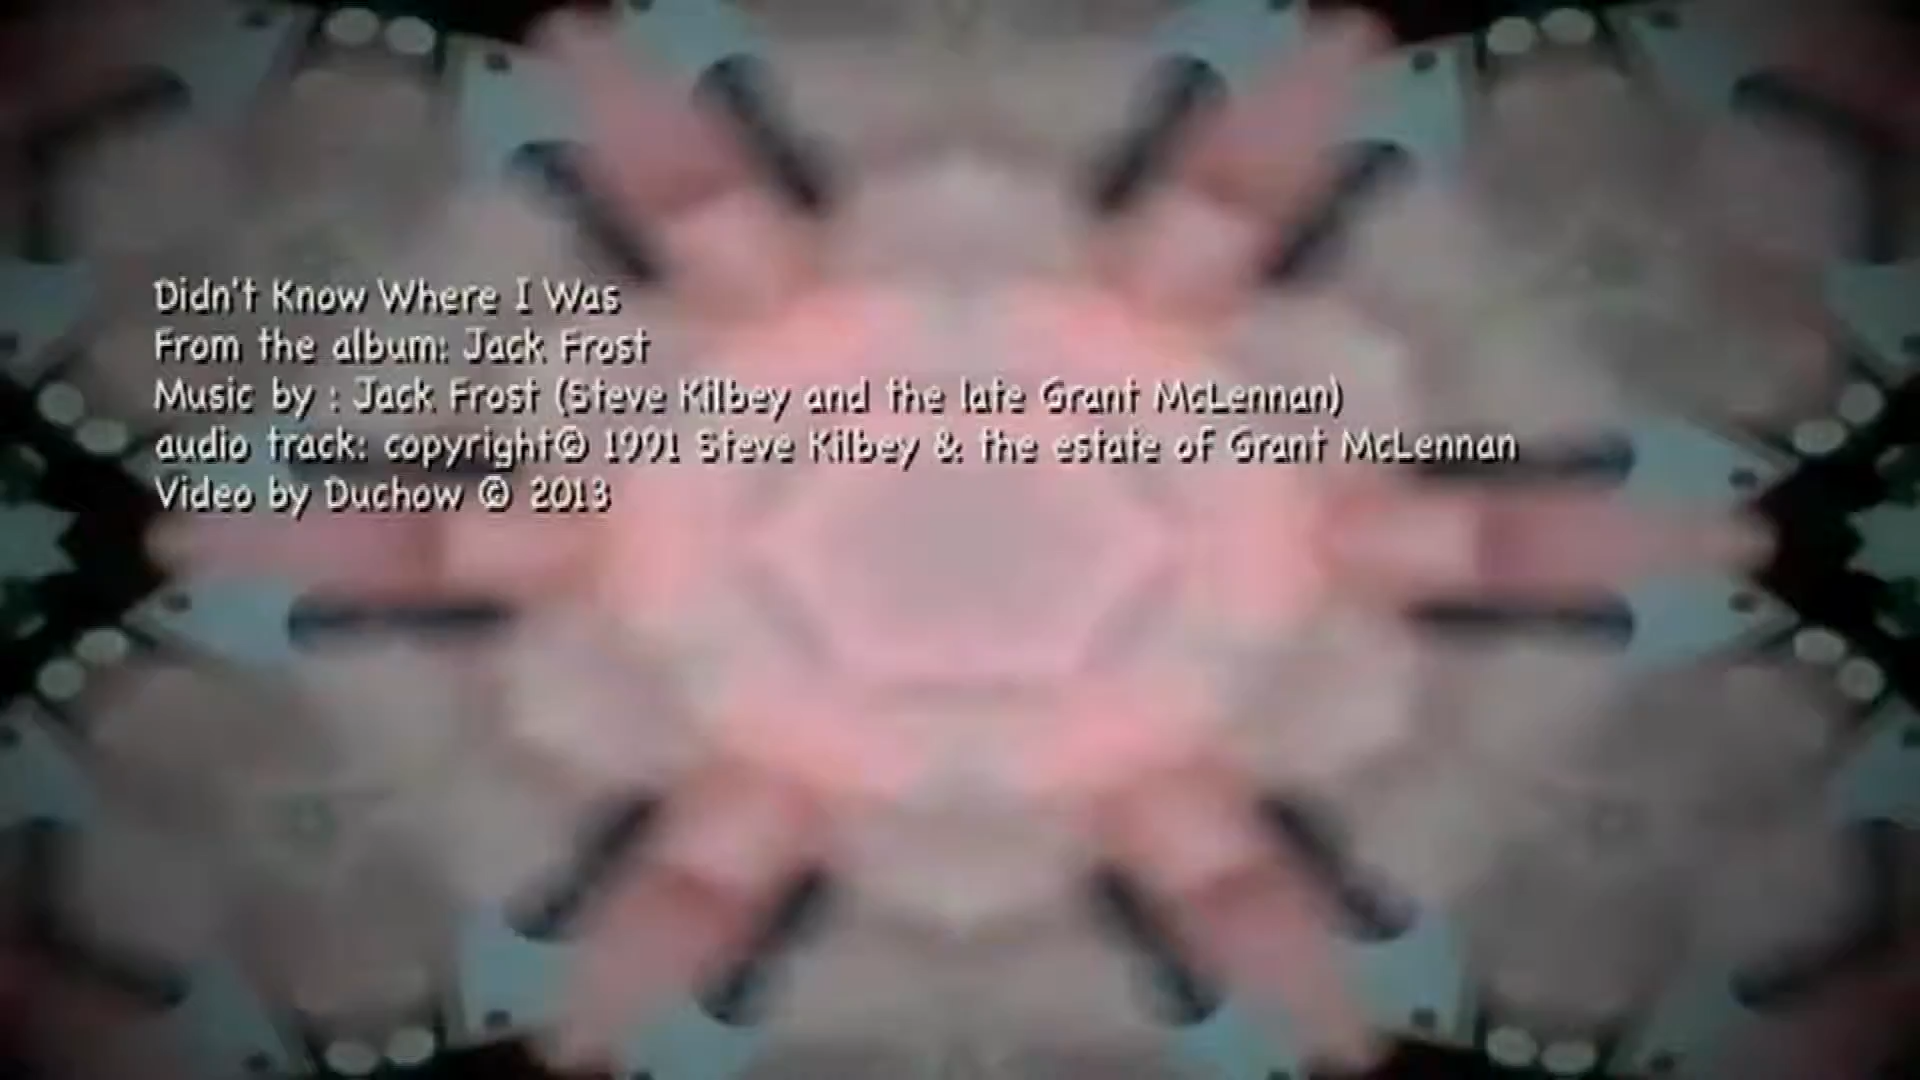 Didn't Know Where I Was
From the album: Jack Frost
Music by : Jack Frost (Steve Kilbey and the late Grant McLennan)
audio track: copyright© 1991 Steve Kilbey & the estate of Grant McLennan
Video by Duchow © 2013